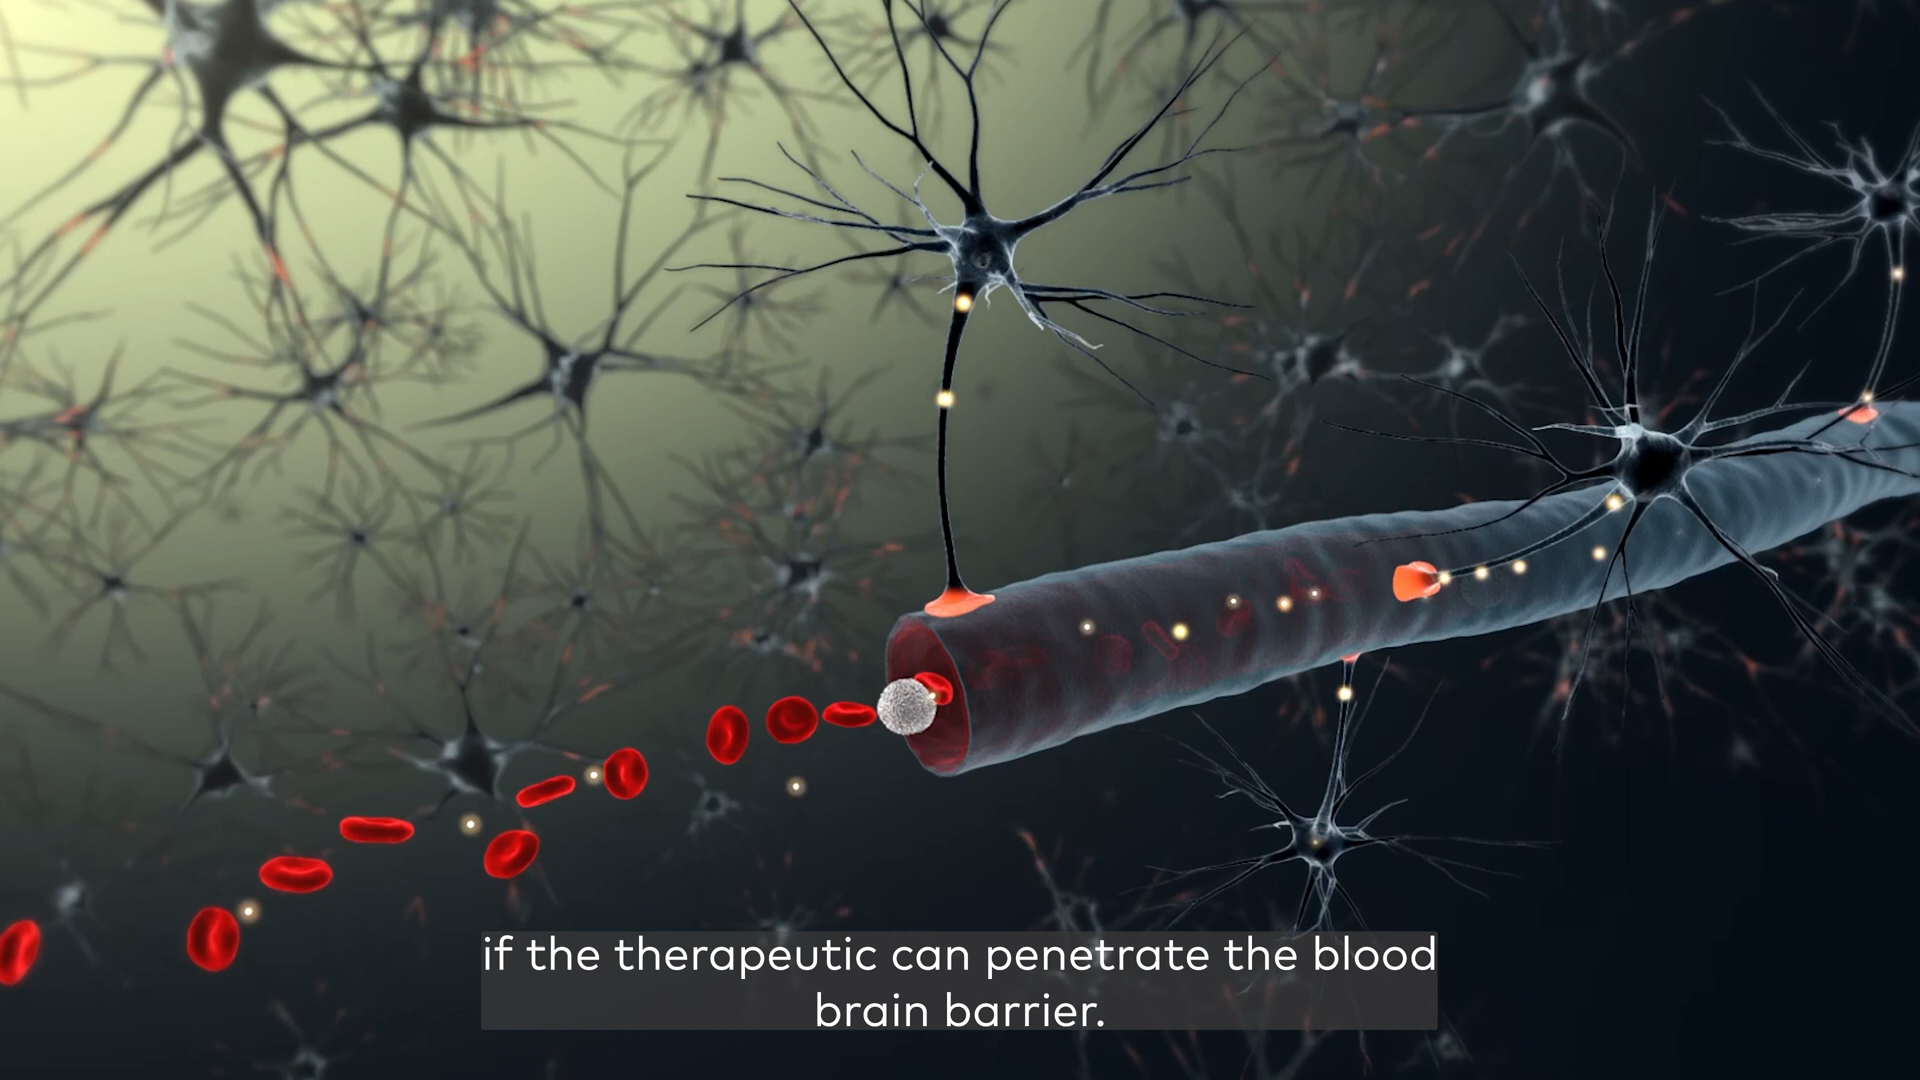 if the therapeutic can penetrate the blood
brain barrier.